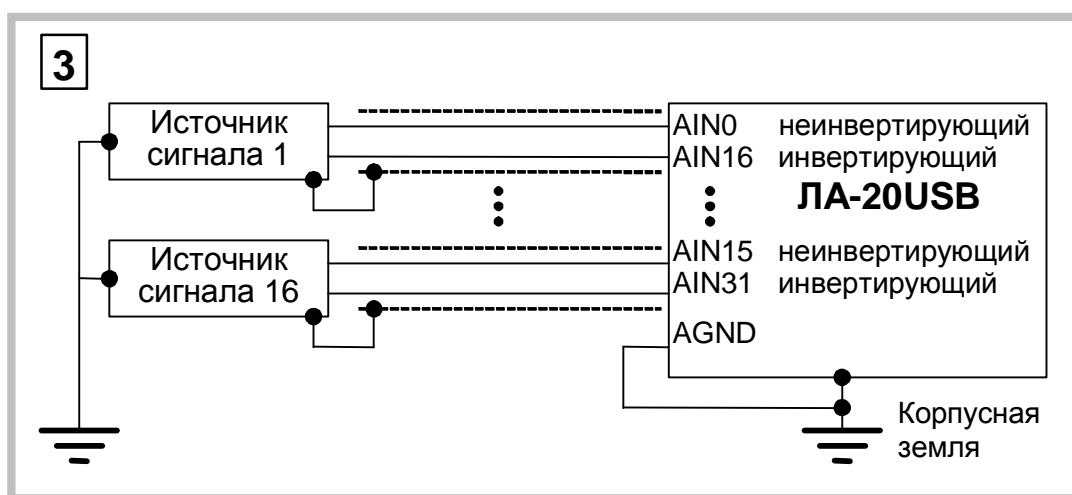 3
Источник
сигнала 1
AIN0 неинвертирующий
AIN16 инвертирующий
ЛА-20USB
Источник
сигнала 16
AIN15 неинвертирующий
AIN31 инвертирующий
AGND
Корпусная
земля